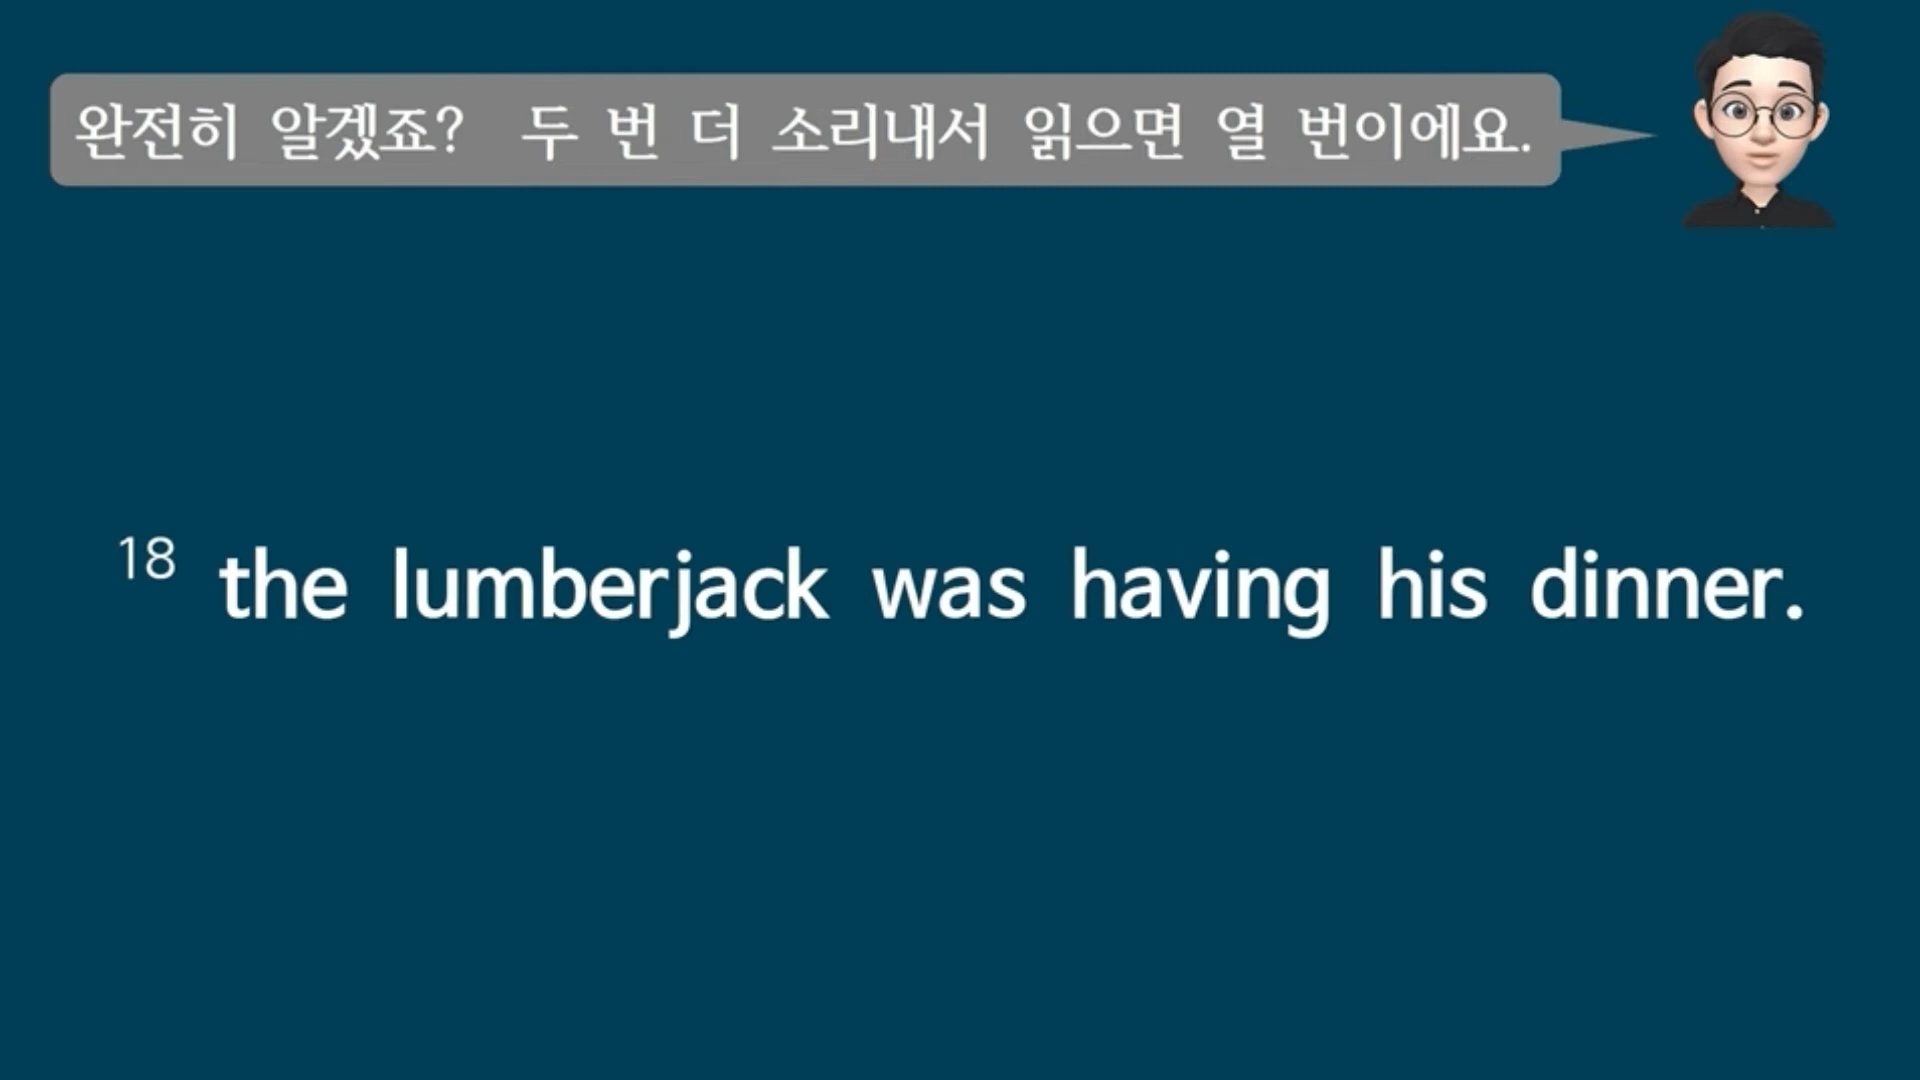 완전히 알겠죠? 두 번 더 소리내서 읽으면 열 번이에요.
18 the lumberjack was having his dinner.